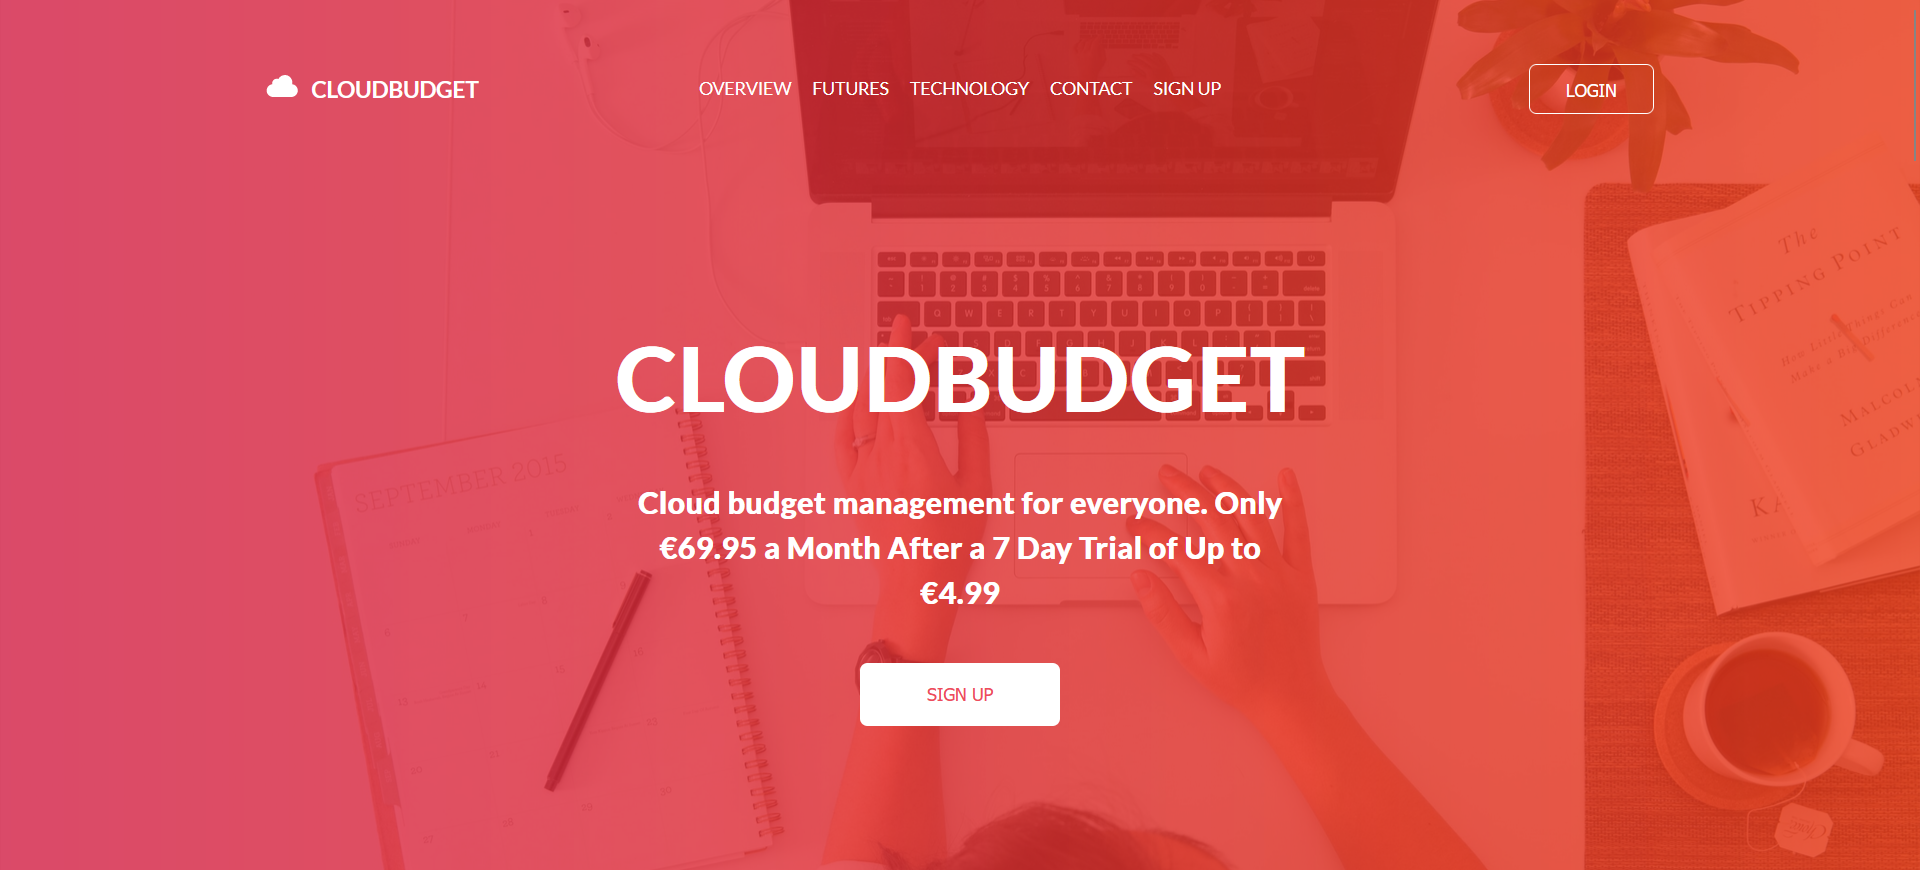 CLOUDBUDGET
OVERVIEW FUTURES TECHNOLOGY CONTACT SIGN UP
LOGIN
CLOUDBUDGET
Cloud budget management for everyone. Only
€69.95 a Month After a 7 Day Trial of Up to
€4.99
SIGN UP
SEPTEMBER 2015
The
TIPPING POINT
How Little Things Can
Make a Big Difference